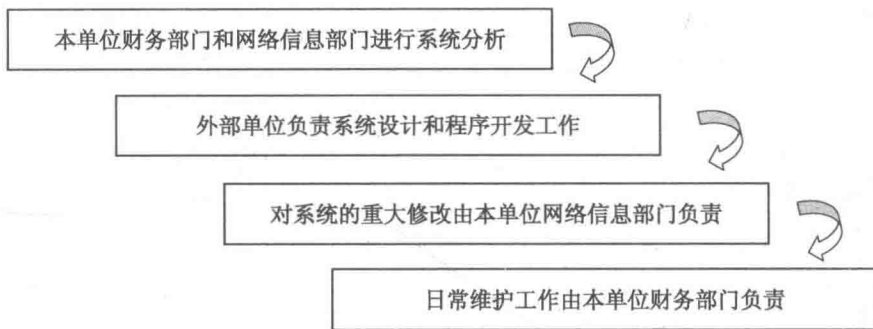 本单位财务部门和网络信息部门进行系统分析
外部单位负责系统设计和程序开发工作
对系统的重大修改由本单位网络信息部门负责
日常维护工作由本单位财务部门负责